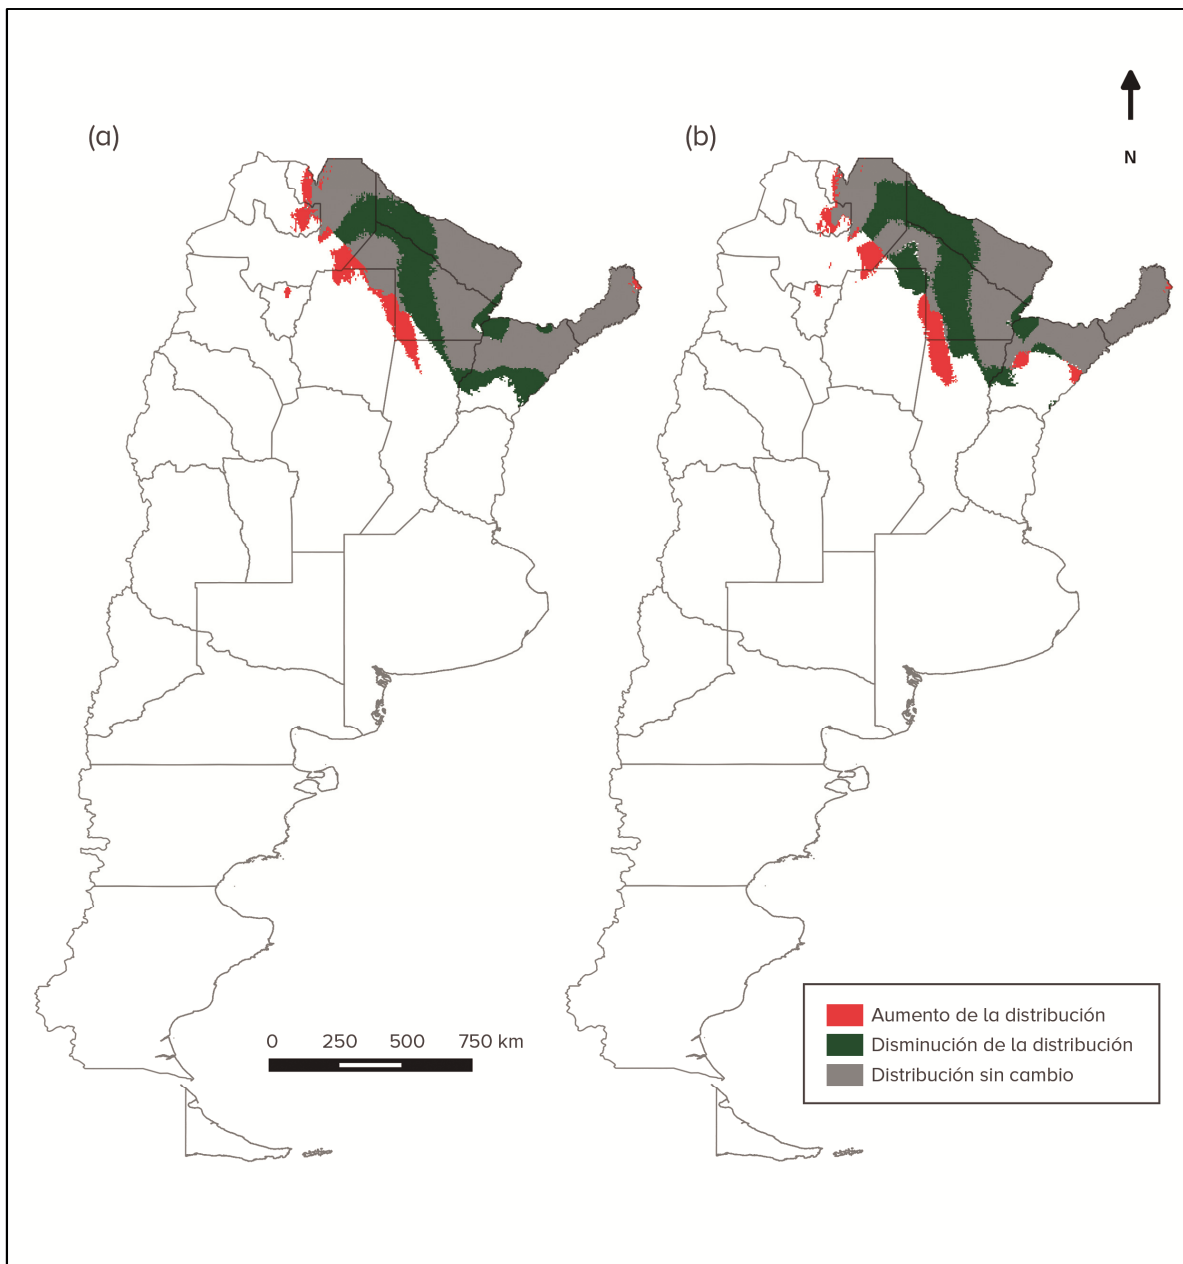 N
(a)
(b)
Aumento de la distribución
Disminución de la distribución
Distribución sin cambio
0 250 500 750 km